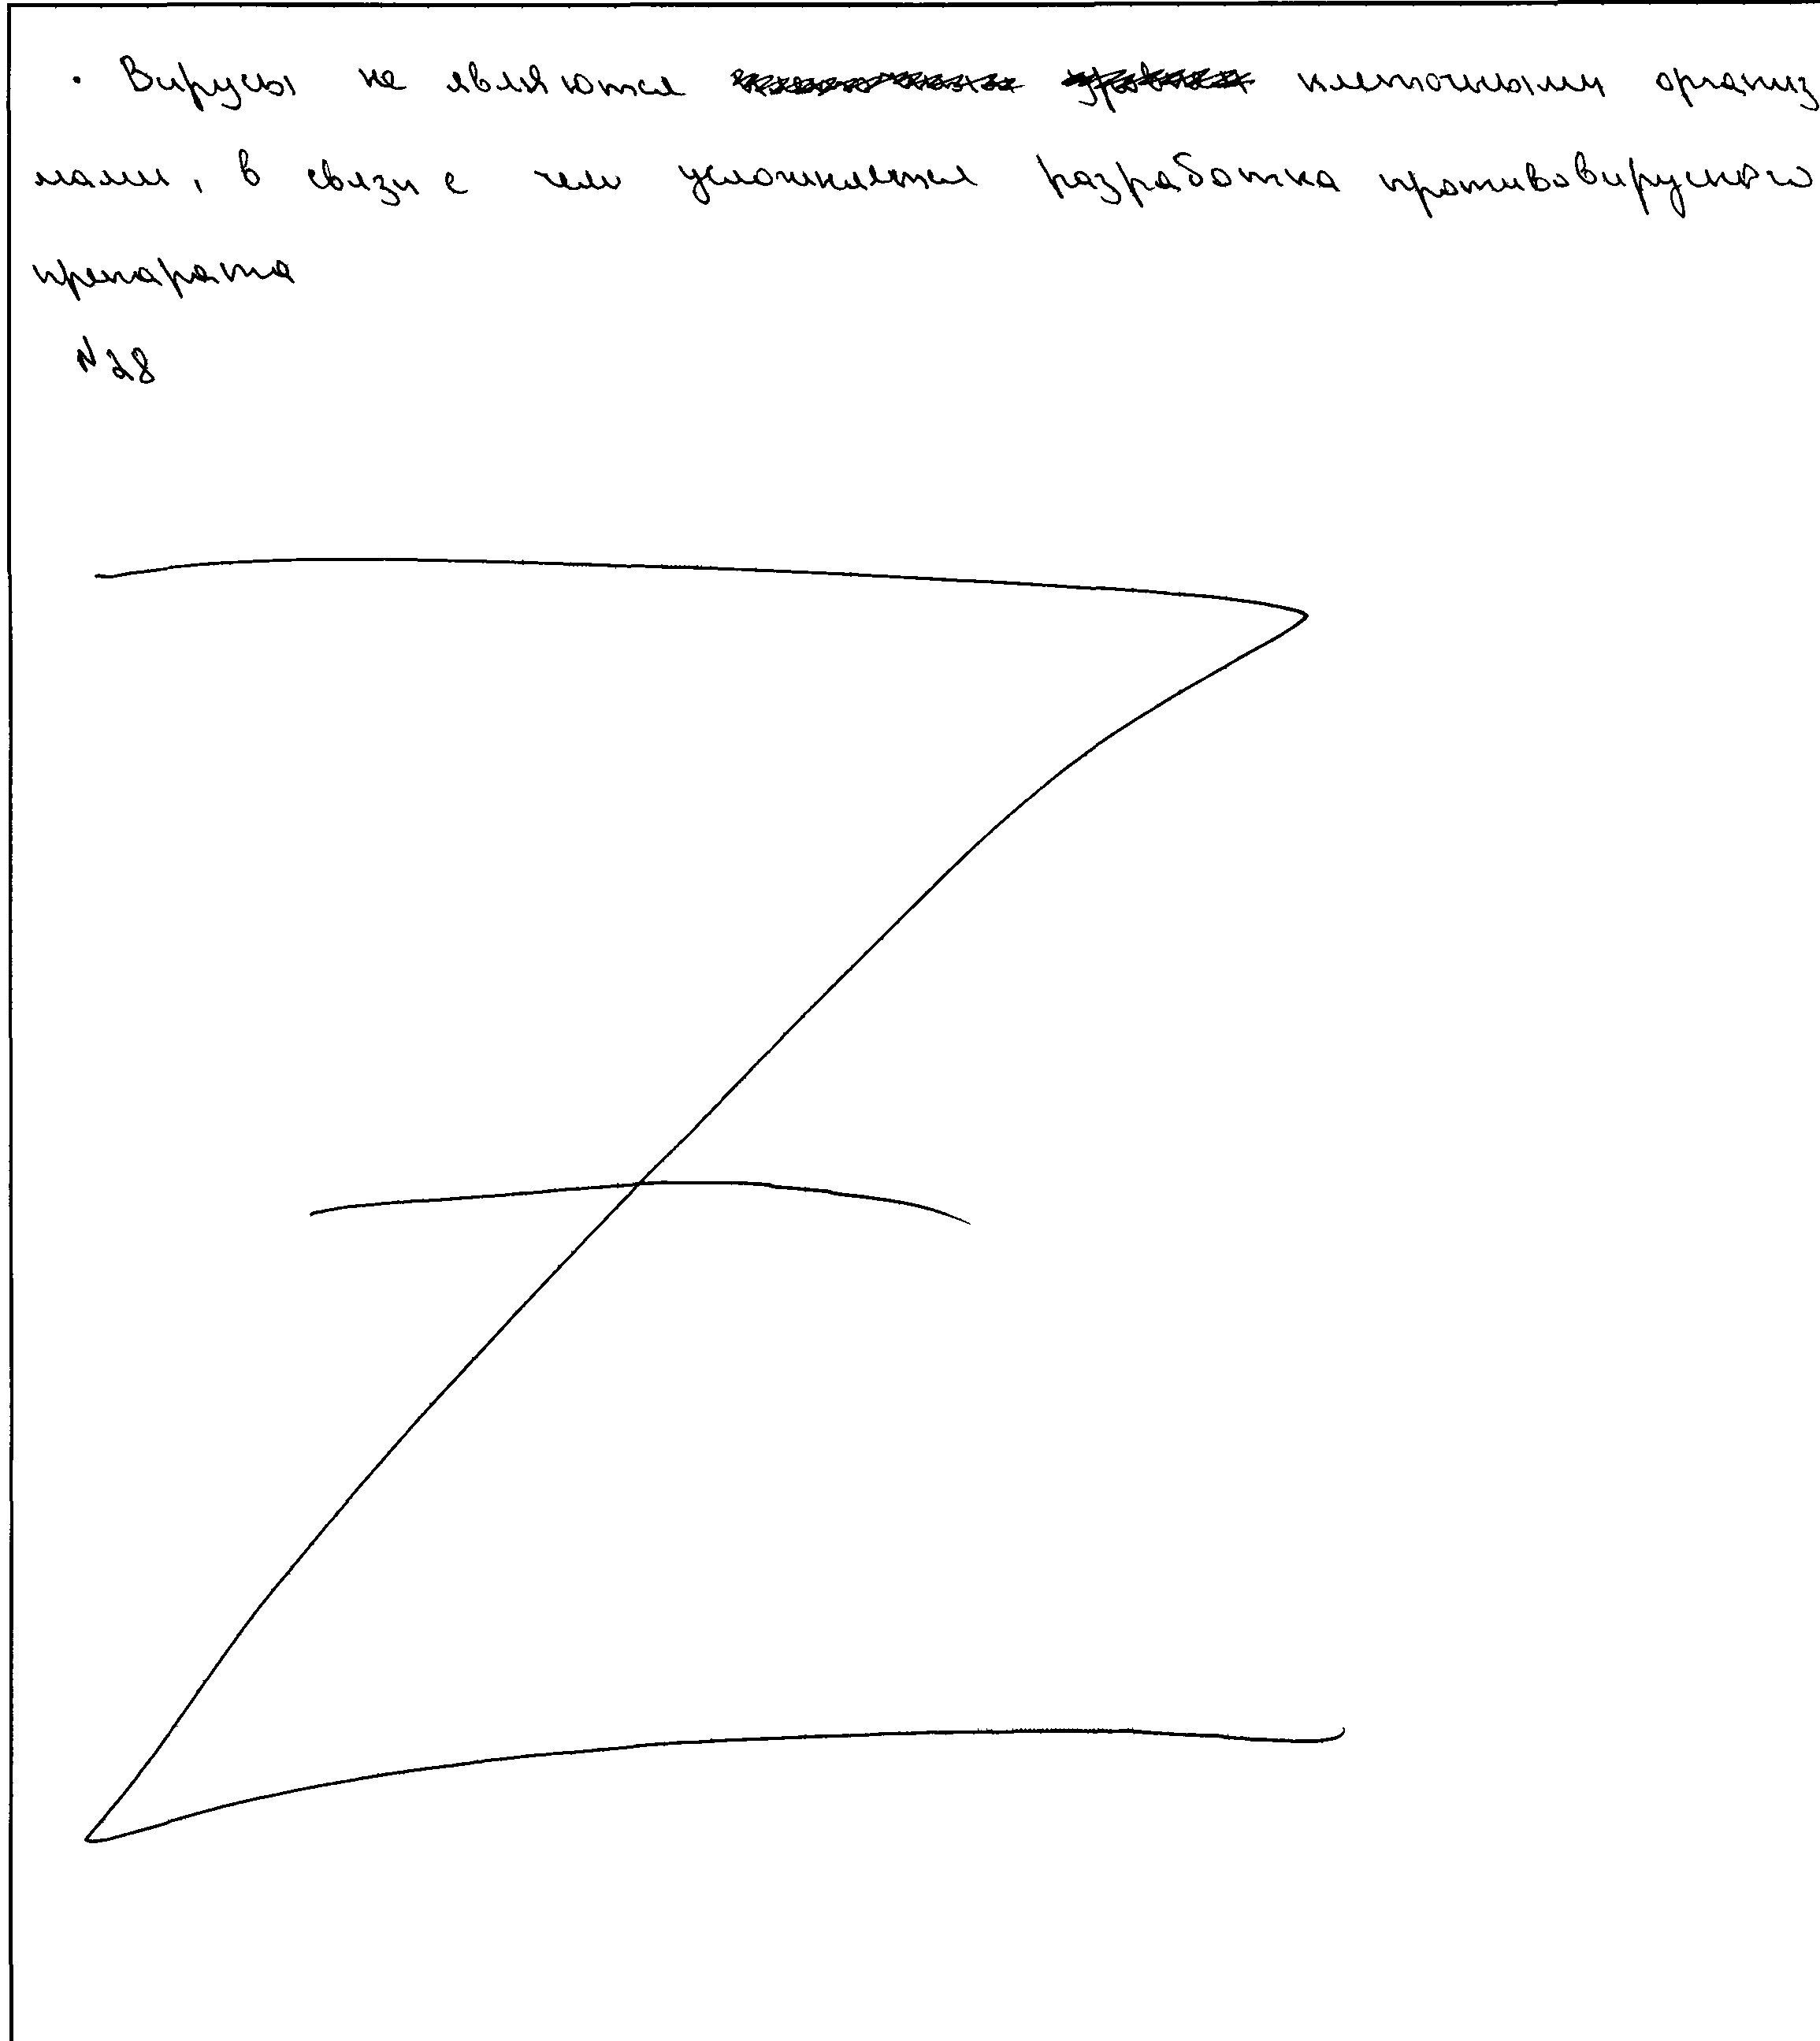 · Вирусы не являются клеточными организ
мами, в связи с чем усложняется разработка противовирусного
препарата
№28